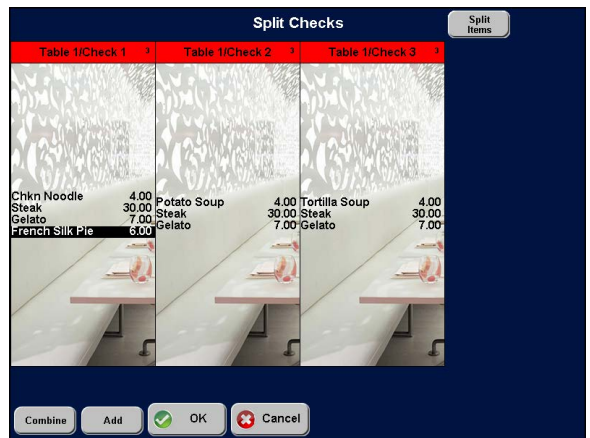 Split Checks
Split
Items
Table 1/Check 1 3
Table 1/Check 2 3
Table 1/Check 3 3
Chkn Noodle 4.00
Steak 30.00
Gelato 7.00
French Silk Pie 6.00
Potato Soup 4.00
Steak 30.00
Gelato 7.00
Tortilla Soup 4.00
Steak 30.00
Gelato 7.00
Combine
Add
OK
Cancel